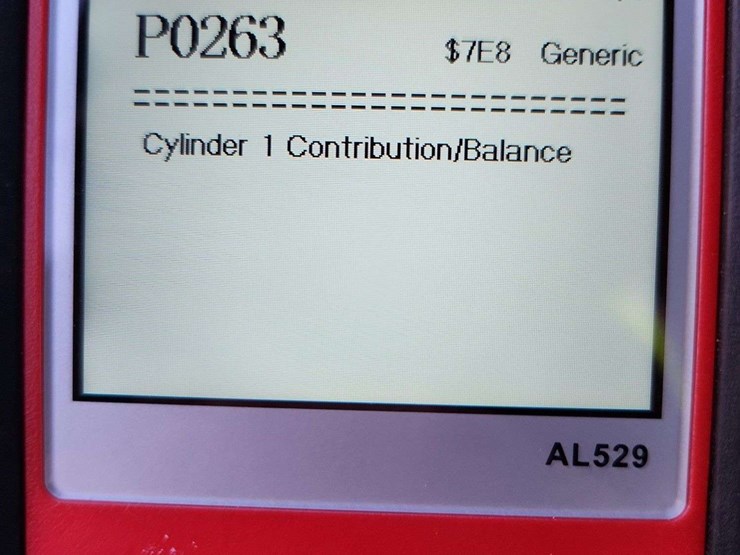 P0263 $7E8 Generic
============================
Cylinder 1 Contribution/Balance
AL529